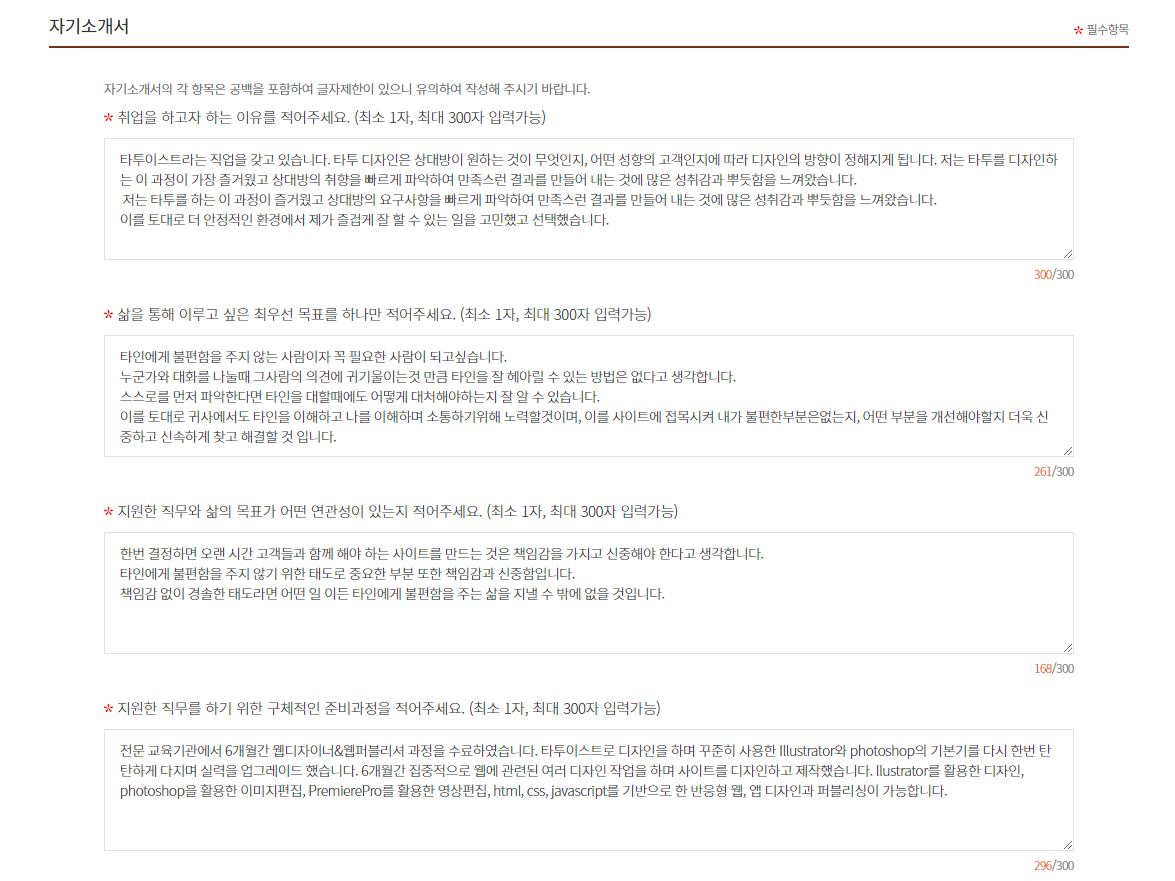 자기소개서
* 필수항목
자기소개서의 각 항목은 공백을 포함하여 글자제한이 있으니 유의하여 작성해 주시기 바랍니다.
* 취업을 하고자 하는 이유를 적어주세요. (최소 1자, 최대 300자 입력가능)
타투이스트라는 직업을 갖고 있습니다. 타투 디자인은 상대방이 원하는 것이 무엇인지, 어떤 성향의 고객인지에 따라 디자인의 방향이 정해지게 됩니다. 저는 타투를 디자인하
는 이 과정이 가장 즐거웠고 상대방의 취향을 빠르게 파악하여 만족스런 결과를 만들어 내는 것에 많은 성취감과 뿌듯함을 느껴왔습니다.
저는 타투를 하는 이 과정이 즐거웠고 상대방의 요구사항을 빠르게 파악하여 만족스런 결과를 만들어 내는 것에 많은 성취감과 뿌듯함을 느껴왔습니다.
이를 토대로 더 안정적인 환경에서 제가 즐겁게 잘 할 수 있는 일을 고민했고 선택했습니다.
300/300
* 삶을 통해 이루고 싶은 최우선 목표를 하나만 적어주세요. (최소 1자, 최대 300자 입력가능)
타인에게 불편함을 주지 않는 사람이자 꼭 필요한 사람이 되고싶습니다.
누군가와 대화를 나눌때 그사람의 의견에 귀기울이는것 만큼 타인을 잘 헤아릴 수 있는 방법은 없다고 생각합니다.
스스로를 먼저 파악한다면 타인을 대할때에도 어떻게 대처해야하는지 잘 알 수 있습니다.
이를 토대로 귀사에서도 타인을 이해하고 나를 이해하며 소통하기위해 노력할것이며, 이를 사이트에 접목시켜 내가 불편한부분은없는지, 어떤 부분을 개선해야할지 더욱 신
중하고 신속하게 찾고 해결할 것 입니다.
261/300
* 지원한 직무와 삶의 목표가 어떤 연관성이 있는지 적어주세요. (최소 1자, 최대 300자 입력가능)
한번 결정하면 오랜 시간 고객들과 함께 해야 하는 사이트를 만드는 것은 책임감을 가지고 신중해야 한다고 생각합니다.
타인에게 불편함을 주지 않기 위한 태도로 중요한 부분 또한 책임감과 신중함입니다.
책임감 없이 경솔한 태도라면 어떤 일 이든 타인에게 불편함을 주는 삶을 지낼 수 밖에 없을 것입니다.
168/300
* 지원한 직무를 하기 위한 구체적인 준비과정을 적어주세요. (최소 1자, 최대 300자 입력가능)
전문 교육기관에서 6개월간 웹디자이너&웹퍼블리셔 과정을 수료하였습니다. 타투이스트로 디자인을 하며 꾸준히 사용한 Illustrator와 photoshop의 기본기를 다시 한번 탄
탄하게 다지며 실력을 업그레이드 했습니다. 6개월간 집중적으로 웹에 관련된 여러 디자인 작업을 하며 사이트를 디자인하고 제작했습니다. llustrator를 활용한 디자인,
photoshop을 활용한 이미지편집, PremierePro를 활용한 영상편집, html, css, javascript를 기반으로 한 반응형 웹, 앱 디자인과 퍼블리싱이 가능합니다.
296/300